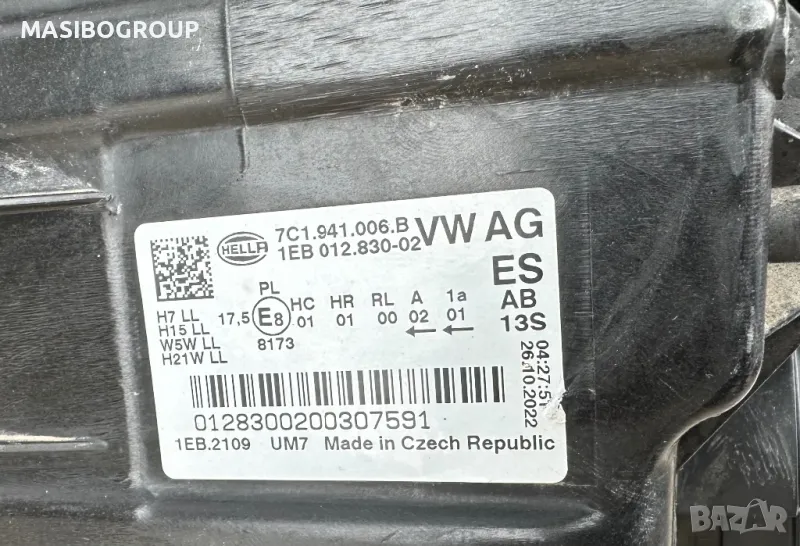 MASIBOGROUP
HELLA
7C1.941.006.B
1EB 012.830-02
VW AG
ES
AB
13S
PL
H7 LL
H15 LL
W5W LL
H21W LL
17,5
E8
8173
HC
01
HR
01
RL
00
A
02
1a
01
04:27:51
26.10.2022
0128300200307591
1EB.2109 UM7 Made in Czech Republic
BAZAR